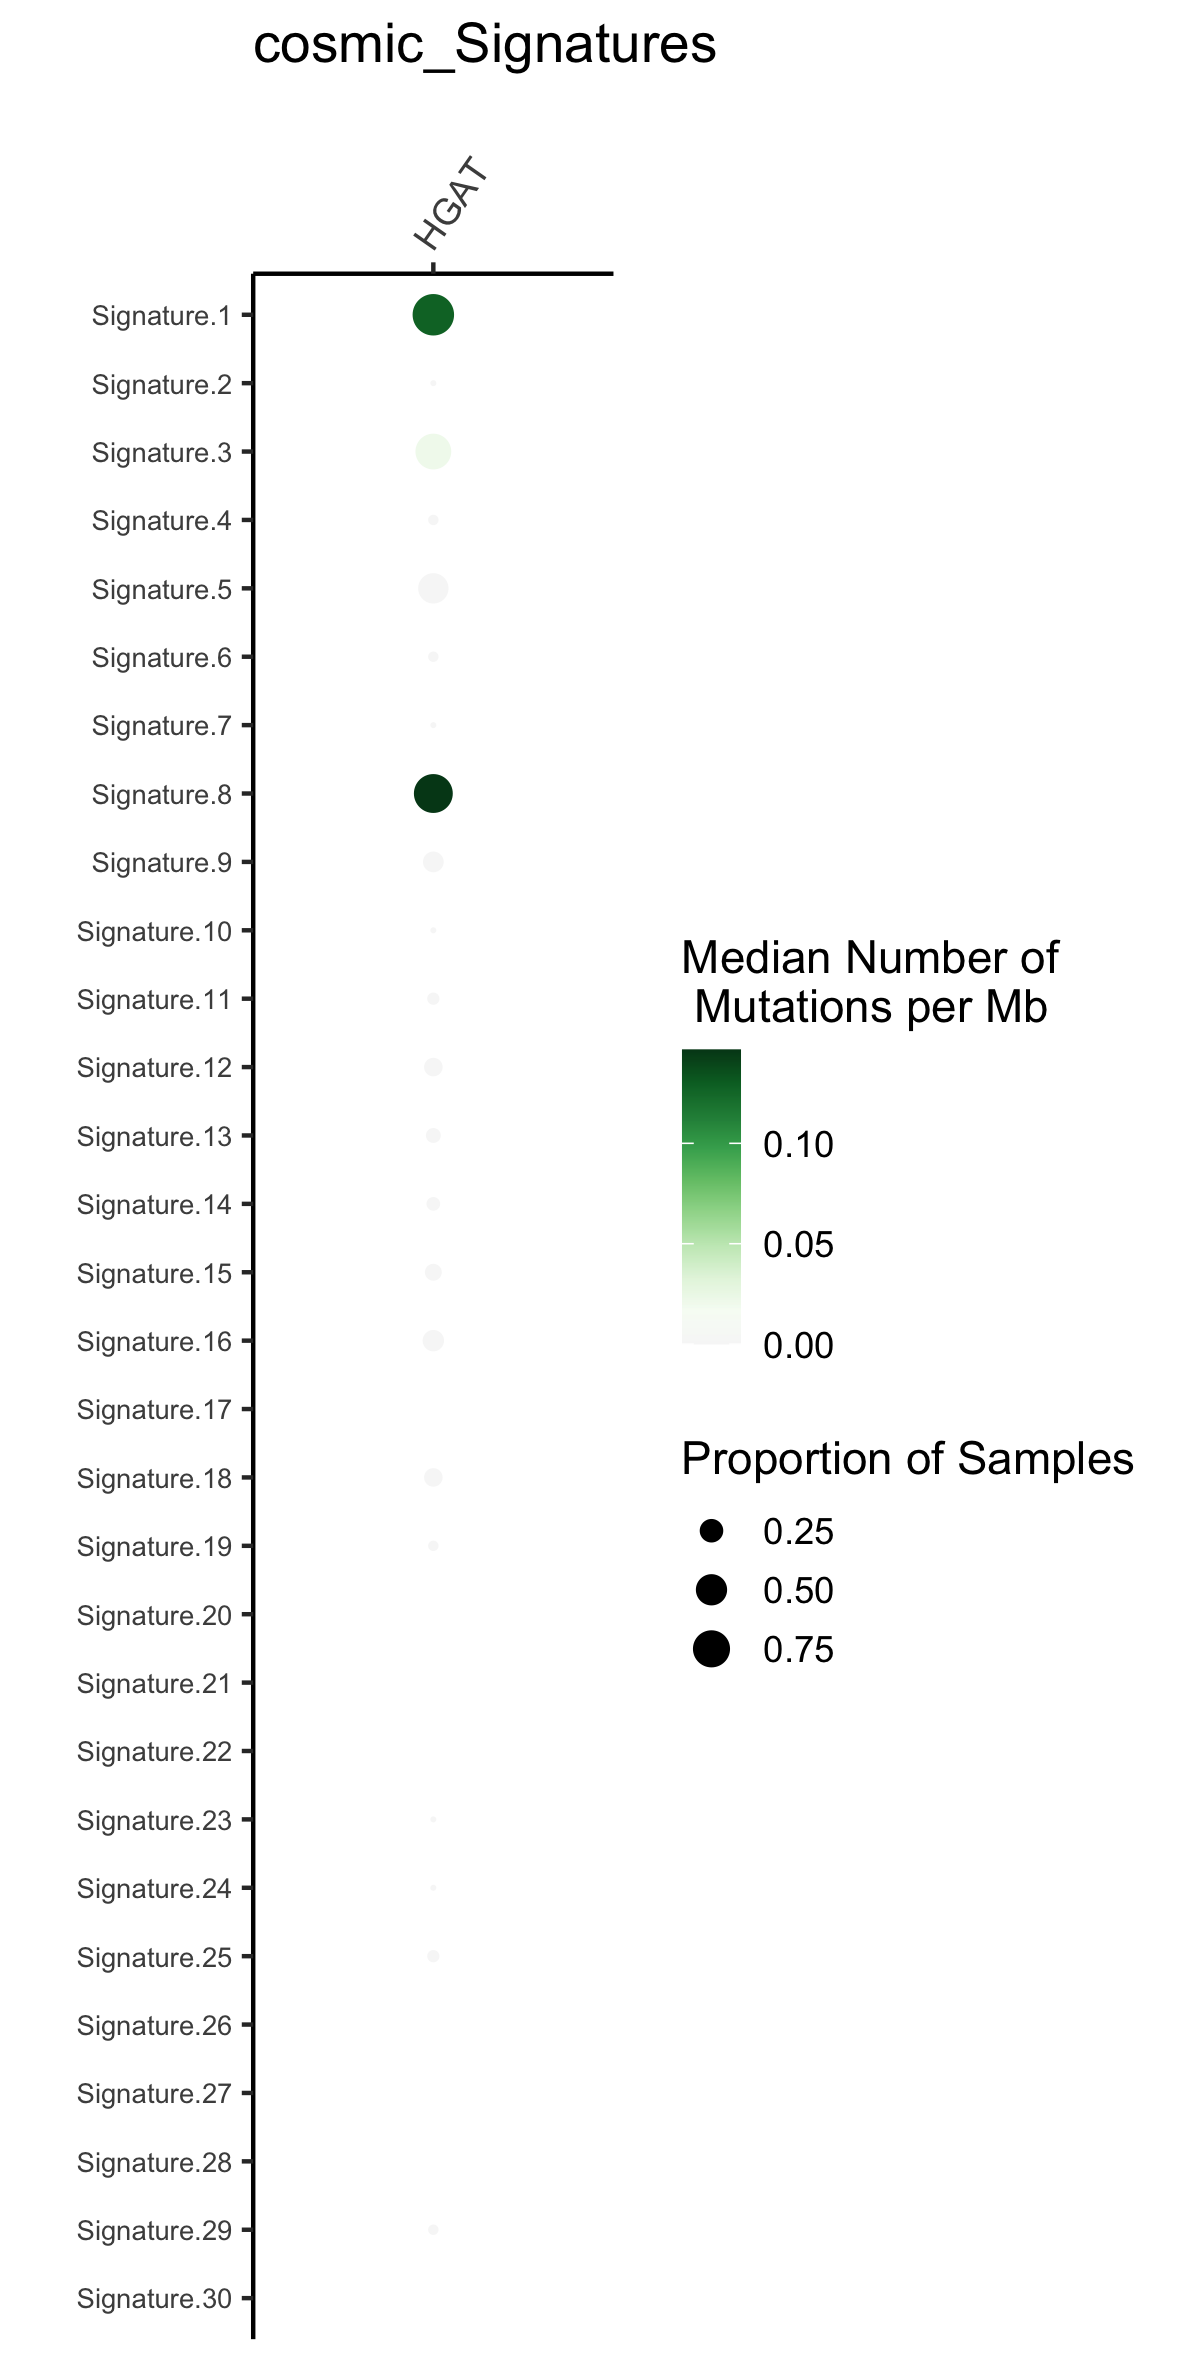 cosmic_Signatures
HGAT
Signature.1
Signature.2
Signature.3
Signature.4
Signature.5
Signature.6
Signature.7
Signature.8
Signature.9
Signature.10
Signature.11
Signature.12
Signature.13
Signature.14
Signature.15
Signature.16
Signature.17
Signature.18
Signature.19
Signature.20
Signature.21
Signature.22
Signature.23
Signature.24
Signature.25
Signature.26
Signature.27
Signature.28
Signature.29
Signature.30
Median Number of
Mutations per Mb
0.10
0.05
0.00
Proportion of Samples
0.25
0.50
0.75